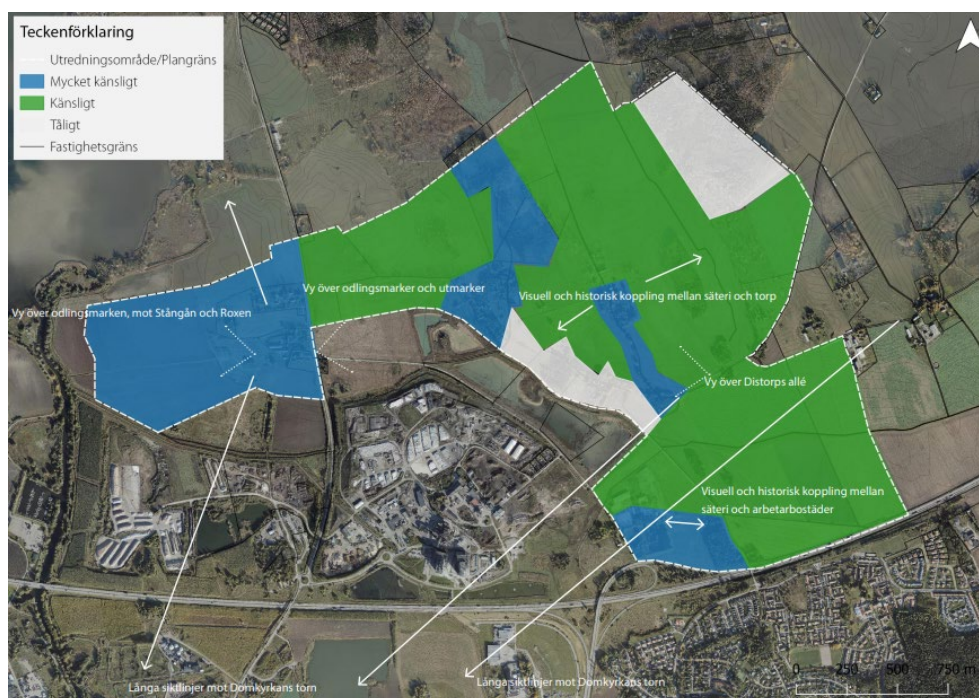 Teckenförklaring
Utredningsområde/Plangräns
Mycket känsligt
Känsligt
Tåligt
Fastighetsgräns
Vy över odlingsmarker och utmarker
Visuell och historisk koppling mellan säteri och torp
Vy över odlingsmarken, mot Stångån och Roxen
Vy över Distorps allé
Visuell och historisk koppling mellan
säteri och arbetarbostäder
0 250 500 750 m
Långa siktlinjer mot Domkyrkans torn
Långa siktlinjer mot Domkyrkans torn